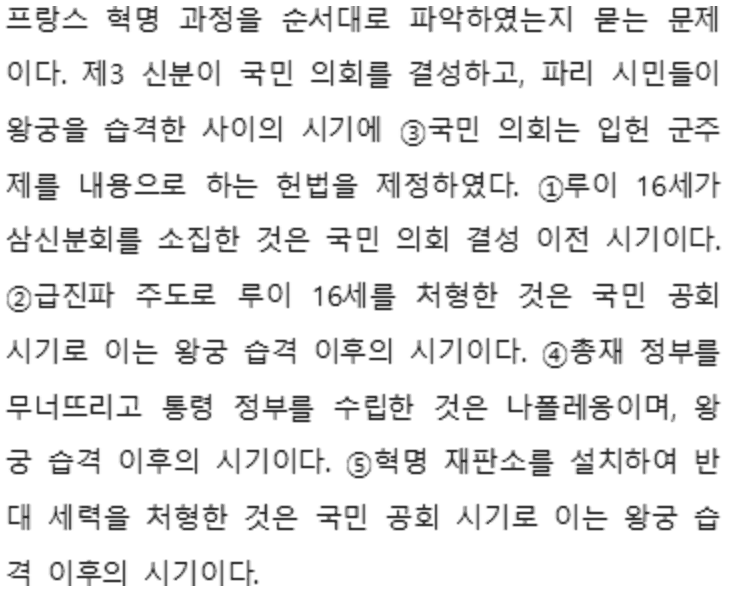 프랑스 혁명 과정을 순서대로 파악하였는지 묻는 문제
이다. 제3 신분이 국민 의회를 결성하고, 파리 시민들이
왕궁을 습격한 사이의 시기에 ③국민 의회는 입헌 군주
제를 내용으로 하는 헌법을 제정하였다. ①루이 16세가
삼신분회를 소집한 것은 국민 의회 결성 이전 시기이다.
②급진파 주도로 루이 16세를 처형한 것은 국민 공회
시기로 이는 왕궁 습격 이후의 시기이다. ④총재 정부를
무너뜨리고 통령 정부를 수립한 것은 나폴레옹이며, 왕
궁 습격 이후의 시기이다. ⑤혁명 재판소를 설치하여 반
대 세력을 처형한 것은 국민 공회 시기로 이는 왕궁 습
격 이후의 시기이다.